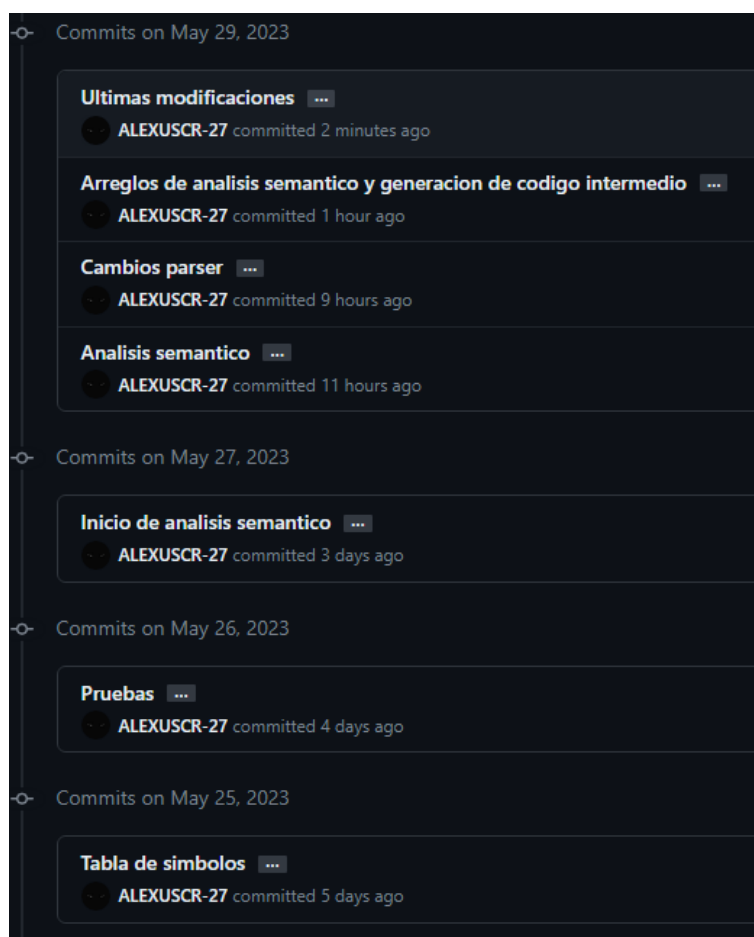 Commits on May 29, 2023
Ultimas modificaciones ...
ALEXUSCR-27 committed 2 minutes ago
Arreglos de analisis semantico y generacion de codigo intermedio ...
ALEXUSCR-27 committed 1 hour ago
Cambios parser ...
ALEXUSCR-27 committed 9 hours ago
Analisis semantico ...
ALEXUSCR-27 committed 11 hours ago
Commits on May 27, 2023
Inicio de analisis semantico ...
ALEXUSCR-27 committed 3 days ago
Commits on May 26, 2023
Pruebas ...
ALEXUSCR-27 committed 4 days ago
Commits on May 25, 2023
Tabla de simbolos ...
ALEXUSCR-27 committed 5 days ago